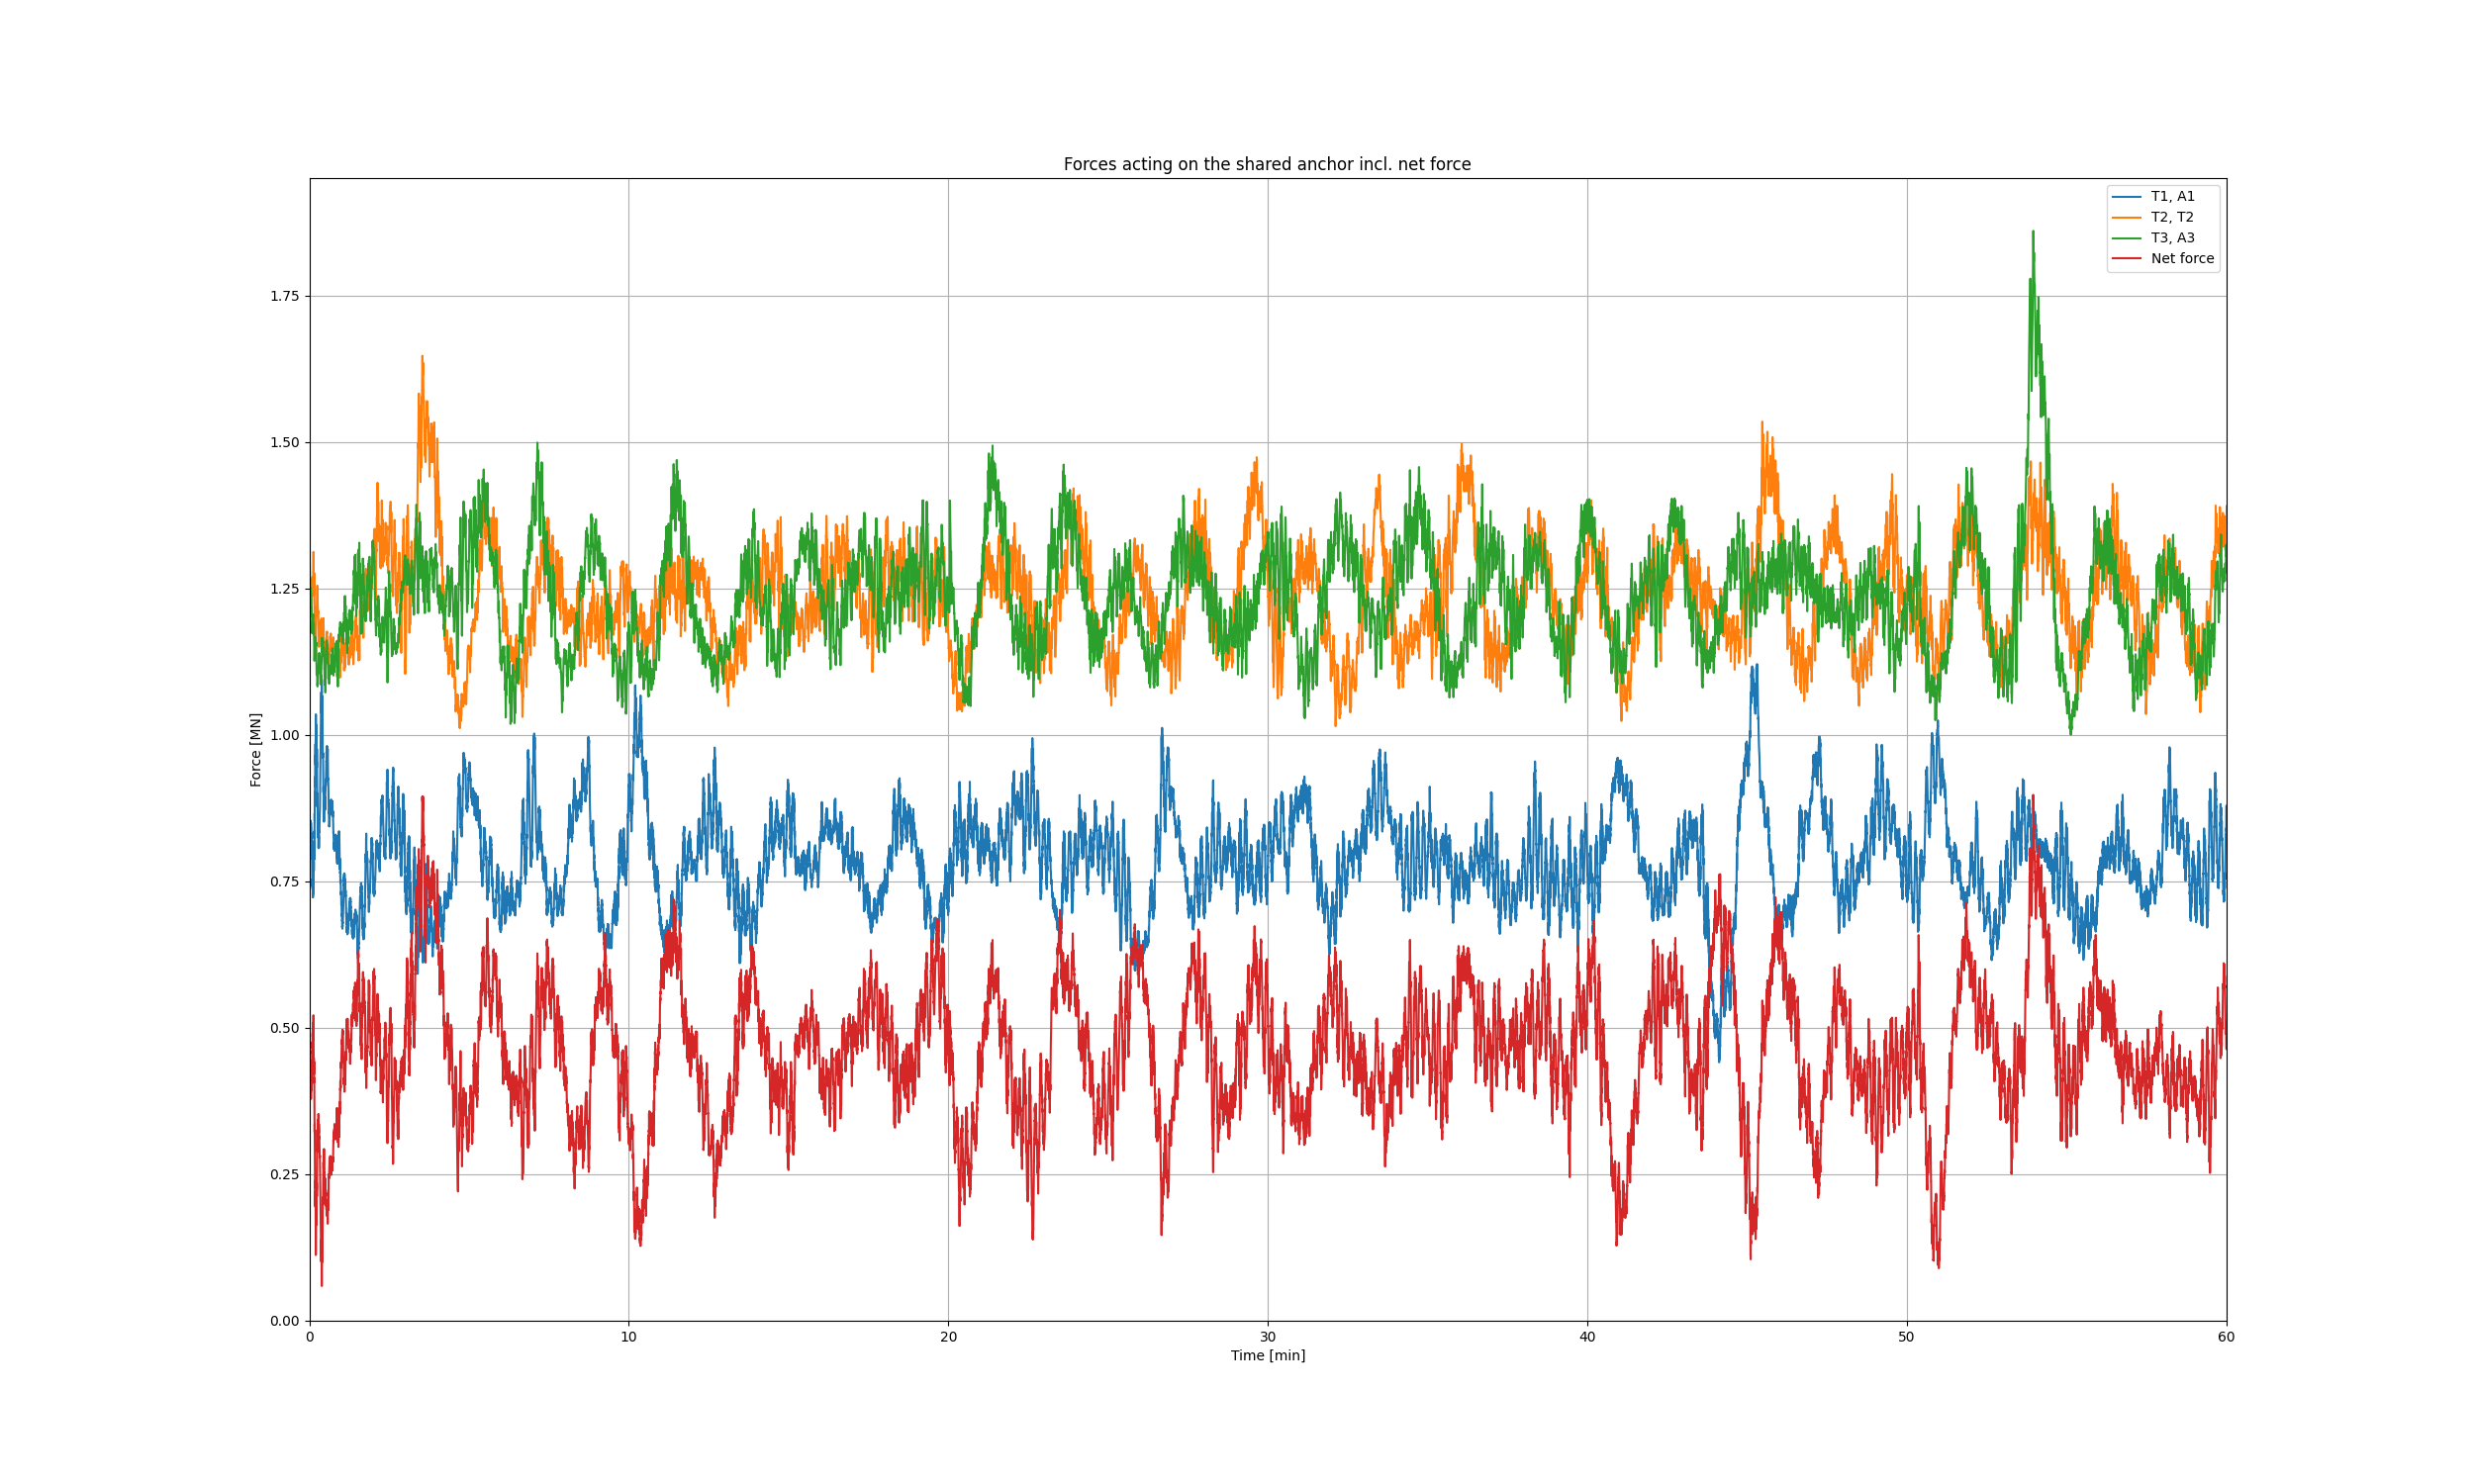 Forces acting on the shared anchor incl. net force
T1, A1
T2, T2
T3, A3
Net force
1.75
1.50
1.25
1.00
0.75
0.50
0.25
0.00
Force [MN]
0 10 20 30 40 50 60
Time [min]